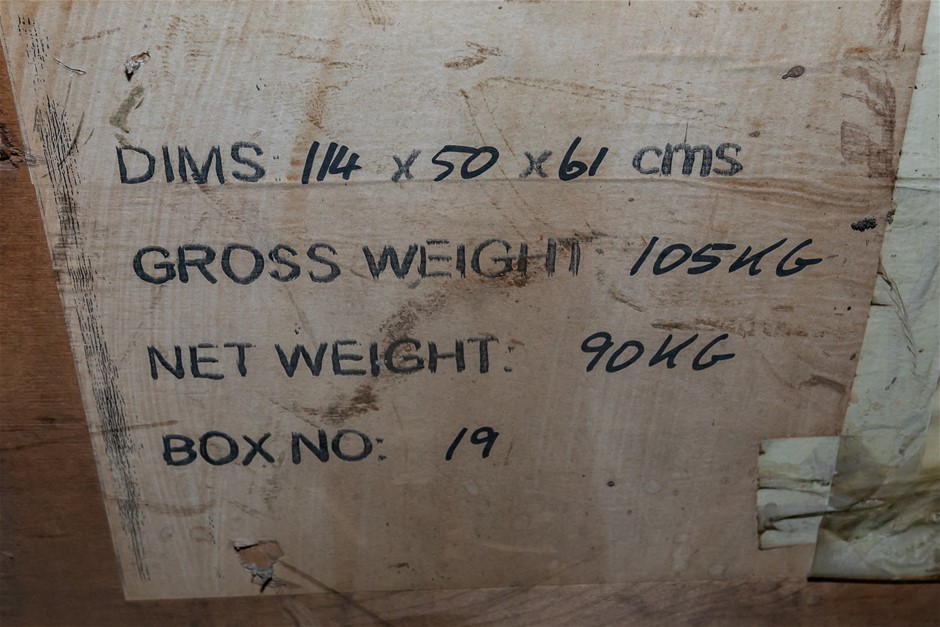 DIMS 114 x 50 x 61 cms
GROSS WEIGHT 105KG
NET WEIGHT: 90KG
BOX NO: 19